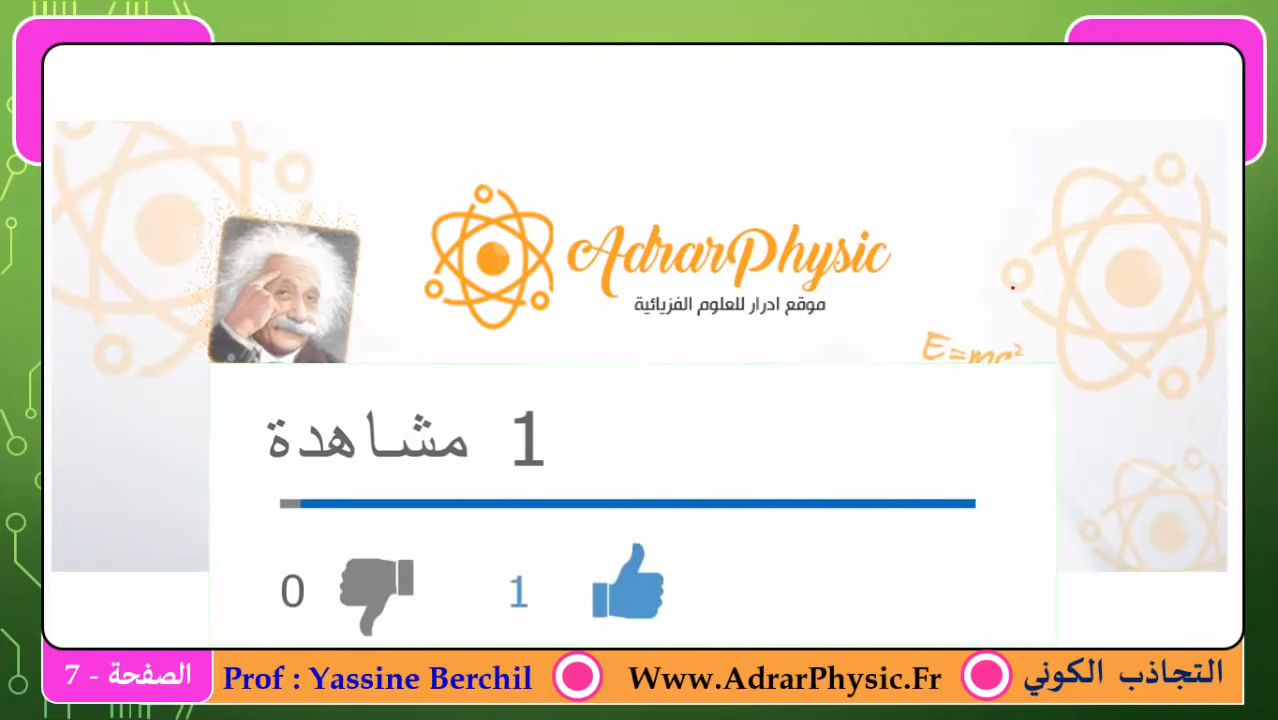 AdrarPhysic
موقع ادرار للعلوم الفزيائية
E=mc²
1 مشاهدة
0 1
الصفحة - 7
Prof : Yassine Berchil
Www.AdrarPhysic.Fr
التجاذب الكوني